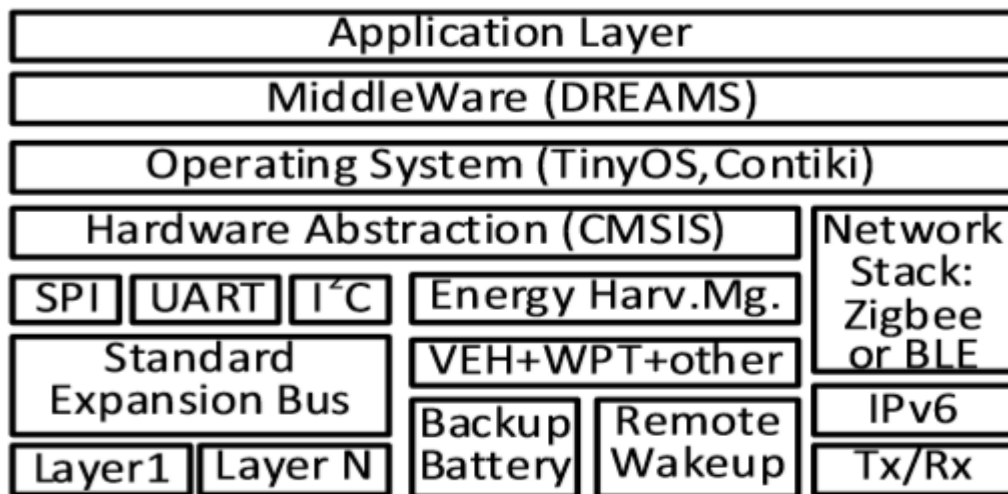 Application Layer
MiddleWare (DREAMS)
Operating System (TinyOS,Contiki)
Hardware Abstraction (CMSIS)
Network
Stack:
Zigbee
or BLE
SPI
UART
I²C
Energy Harv.Mg.
Standard
Expansion Bus
VEH+WPT+other
IPv6
Layer1
Layer N
Backup
Battery
Remote
Wakeup
Tx/Rx